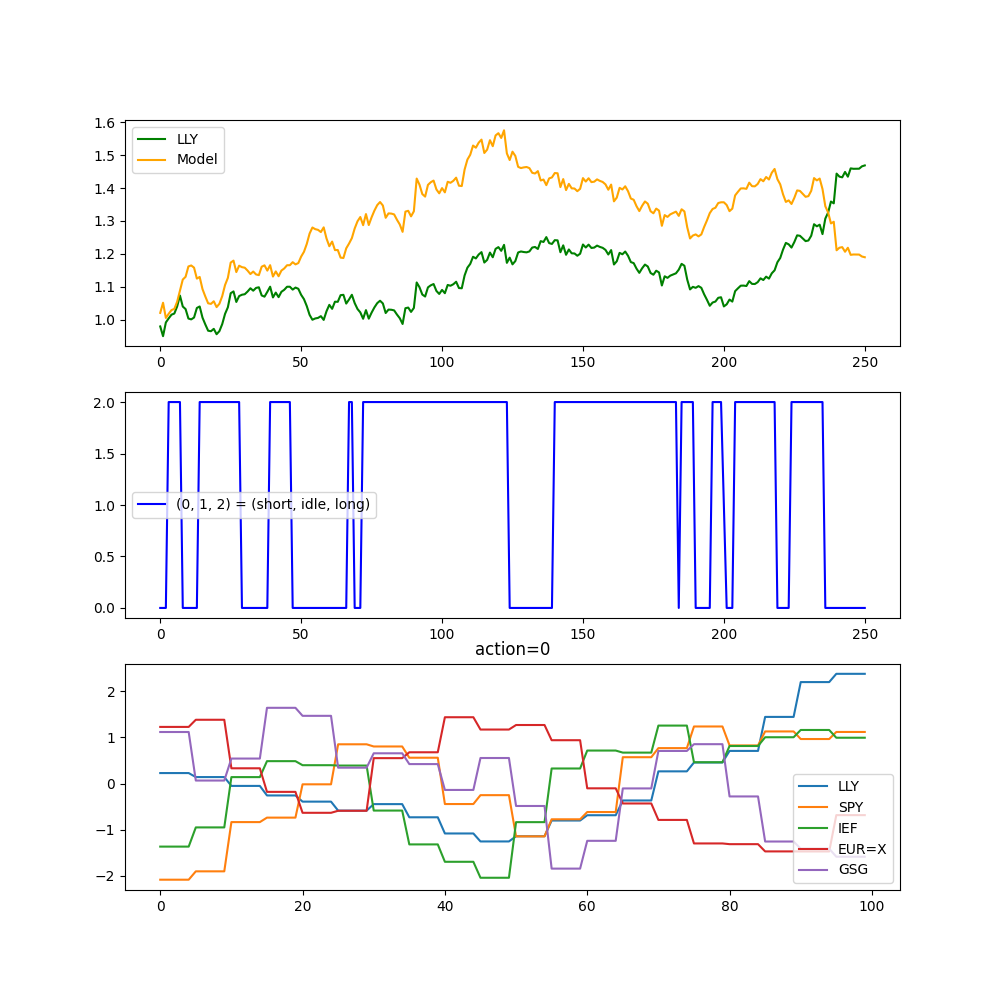 1.6
1.5
1.4
1.3
1.2
1.1
1.0
LLY
Model
0 50 100 150 200 250
2.0
1.5
1.0
0.5
0.0
(0, 1, 2) = (short, idle, long)
0 50 100 150 200 250
action=0
2
1
0
−1
−2
LLY
SPY
IEF
EUR=X
GSG
0 20 40 60 80 100